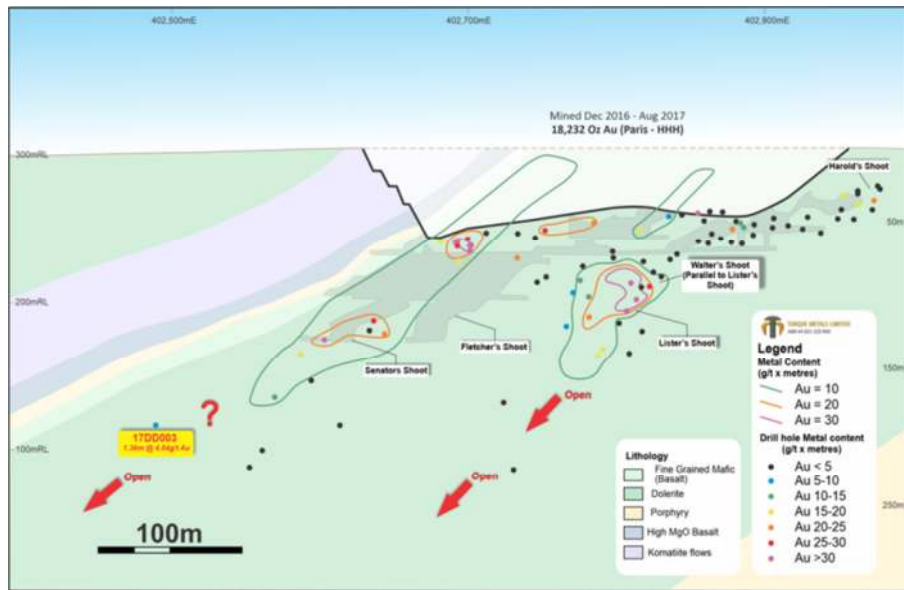 402,500mE
402,700mE
402,800mE
Mined Dec 2016 - Aug 2017
18,232 Oz Au (Paris - HHH)
300mRL
Harold's Shoot
50m
Walter's Shoot
(Parallel to Lister's
Shoot)
200mRL
Fletcher's Shoot
Lister's Shoot
Senators Shoot
150m
Open
?
17DD003
100mRL
Open
Open
250m
100m
Lithology
Fine Grained Mafic
(Basalt)
Dolerite
Porphyry
High MgO Basalt
Komatiite flows
TORQUE METALS LIMITED
Legend
Metal Content
(g/t x metres)
Au = 10
Au = 20
Au = 30
Drill hole Metal content
(g/t x metres)
Au < 5
Au 5-10
Au 10-15
Au 15-20
Au 20-25
Au 25-30
Au >30